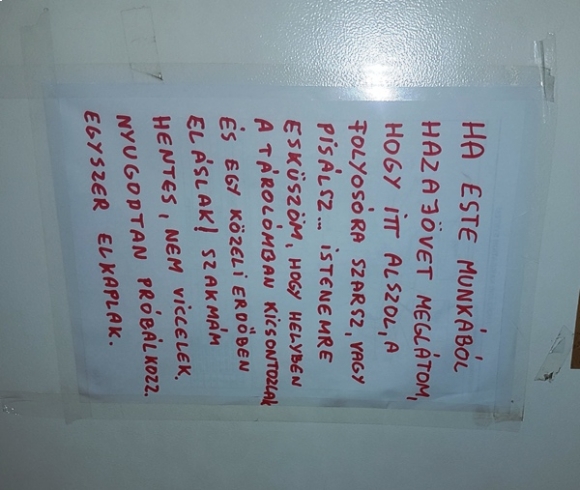 HA ESTE MUNKÁBÓL
HAZAJÖVET MEGLÁTOM,
HOGY ITT ALSZOL, A
FOLYOSÓRA SZARSZ, VAGY
PISÁLSZ... ISTENEMRE
ESKÜSZÖM, HOGY HELYBEN
A TÁROLÓMBAN KICSONTOZLAK
ÉS EGY KÖZELI ERDŐBEN
ELÁSLAK! SZAKMÁM
HENTES, NEM VICCELEK.
NYUGODTAN PRÓBÁLKOZZ.
EGYSZER ELKAPLAK.